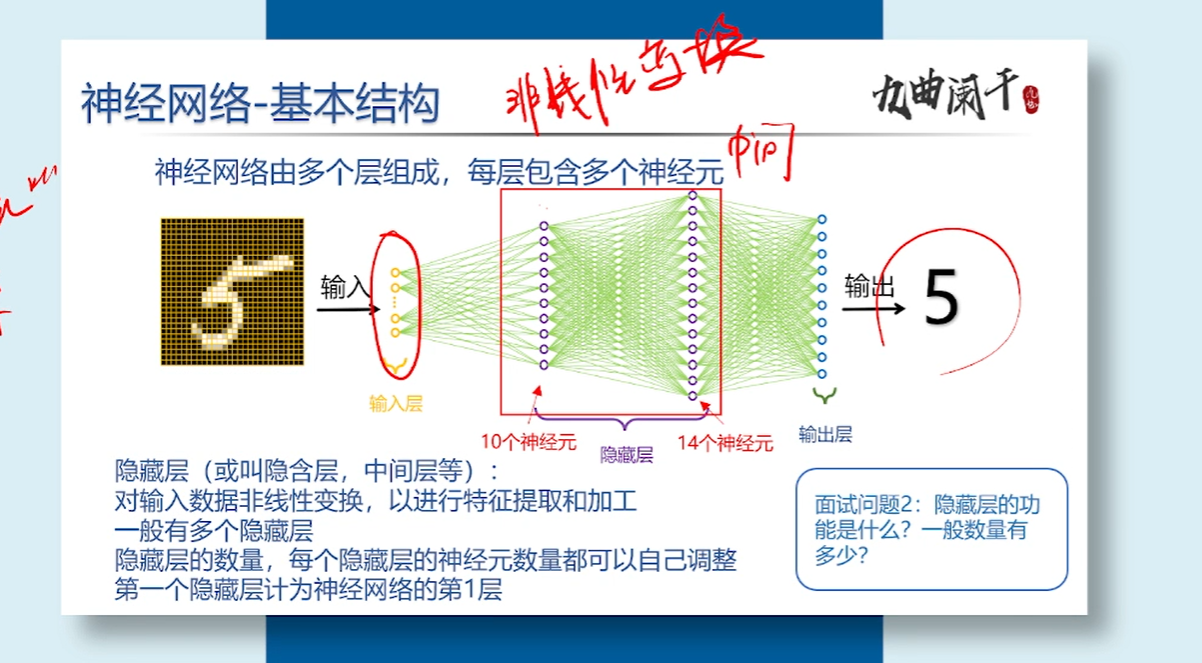 非线性变换
神经网络-基本结构
九曲阑干
神经网络由多个层组成，每层包含多个神经元
中间
输入
输出
5
输入层
10个神经元
隐藏层
14个神经元
输出层
隐藏层（或叫隐含层，中间层等）：
对输入数据非线性变换，以进行特征提取和加工
一般有多个隐藏层
隐藏层的数量，每个隐藏层的神经元数量都可以自己调整
第一个隐藏层计为神经网络的第1层
面试问题2：隐藏层的功
能是什么？一般数量有
多少？